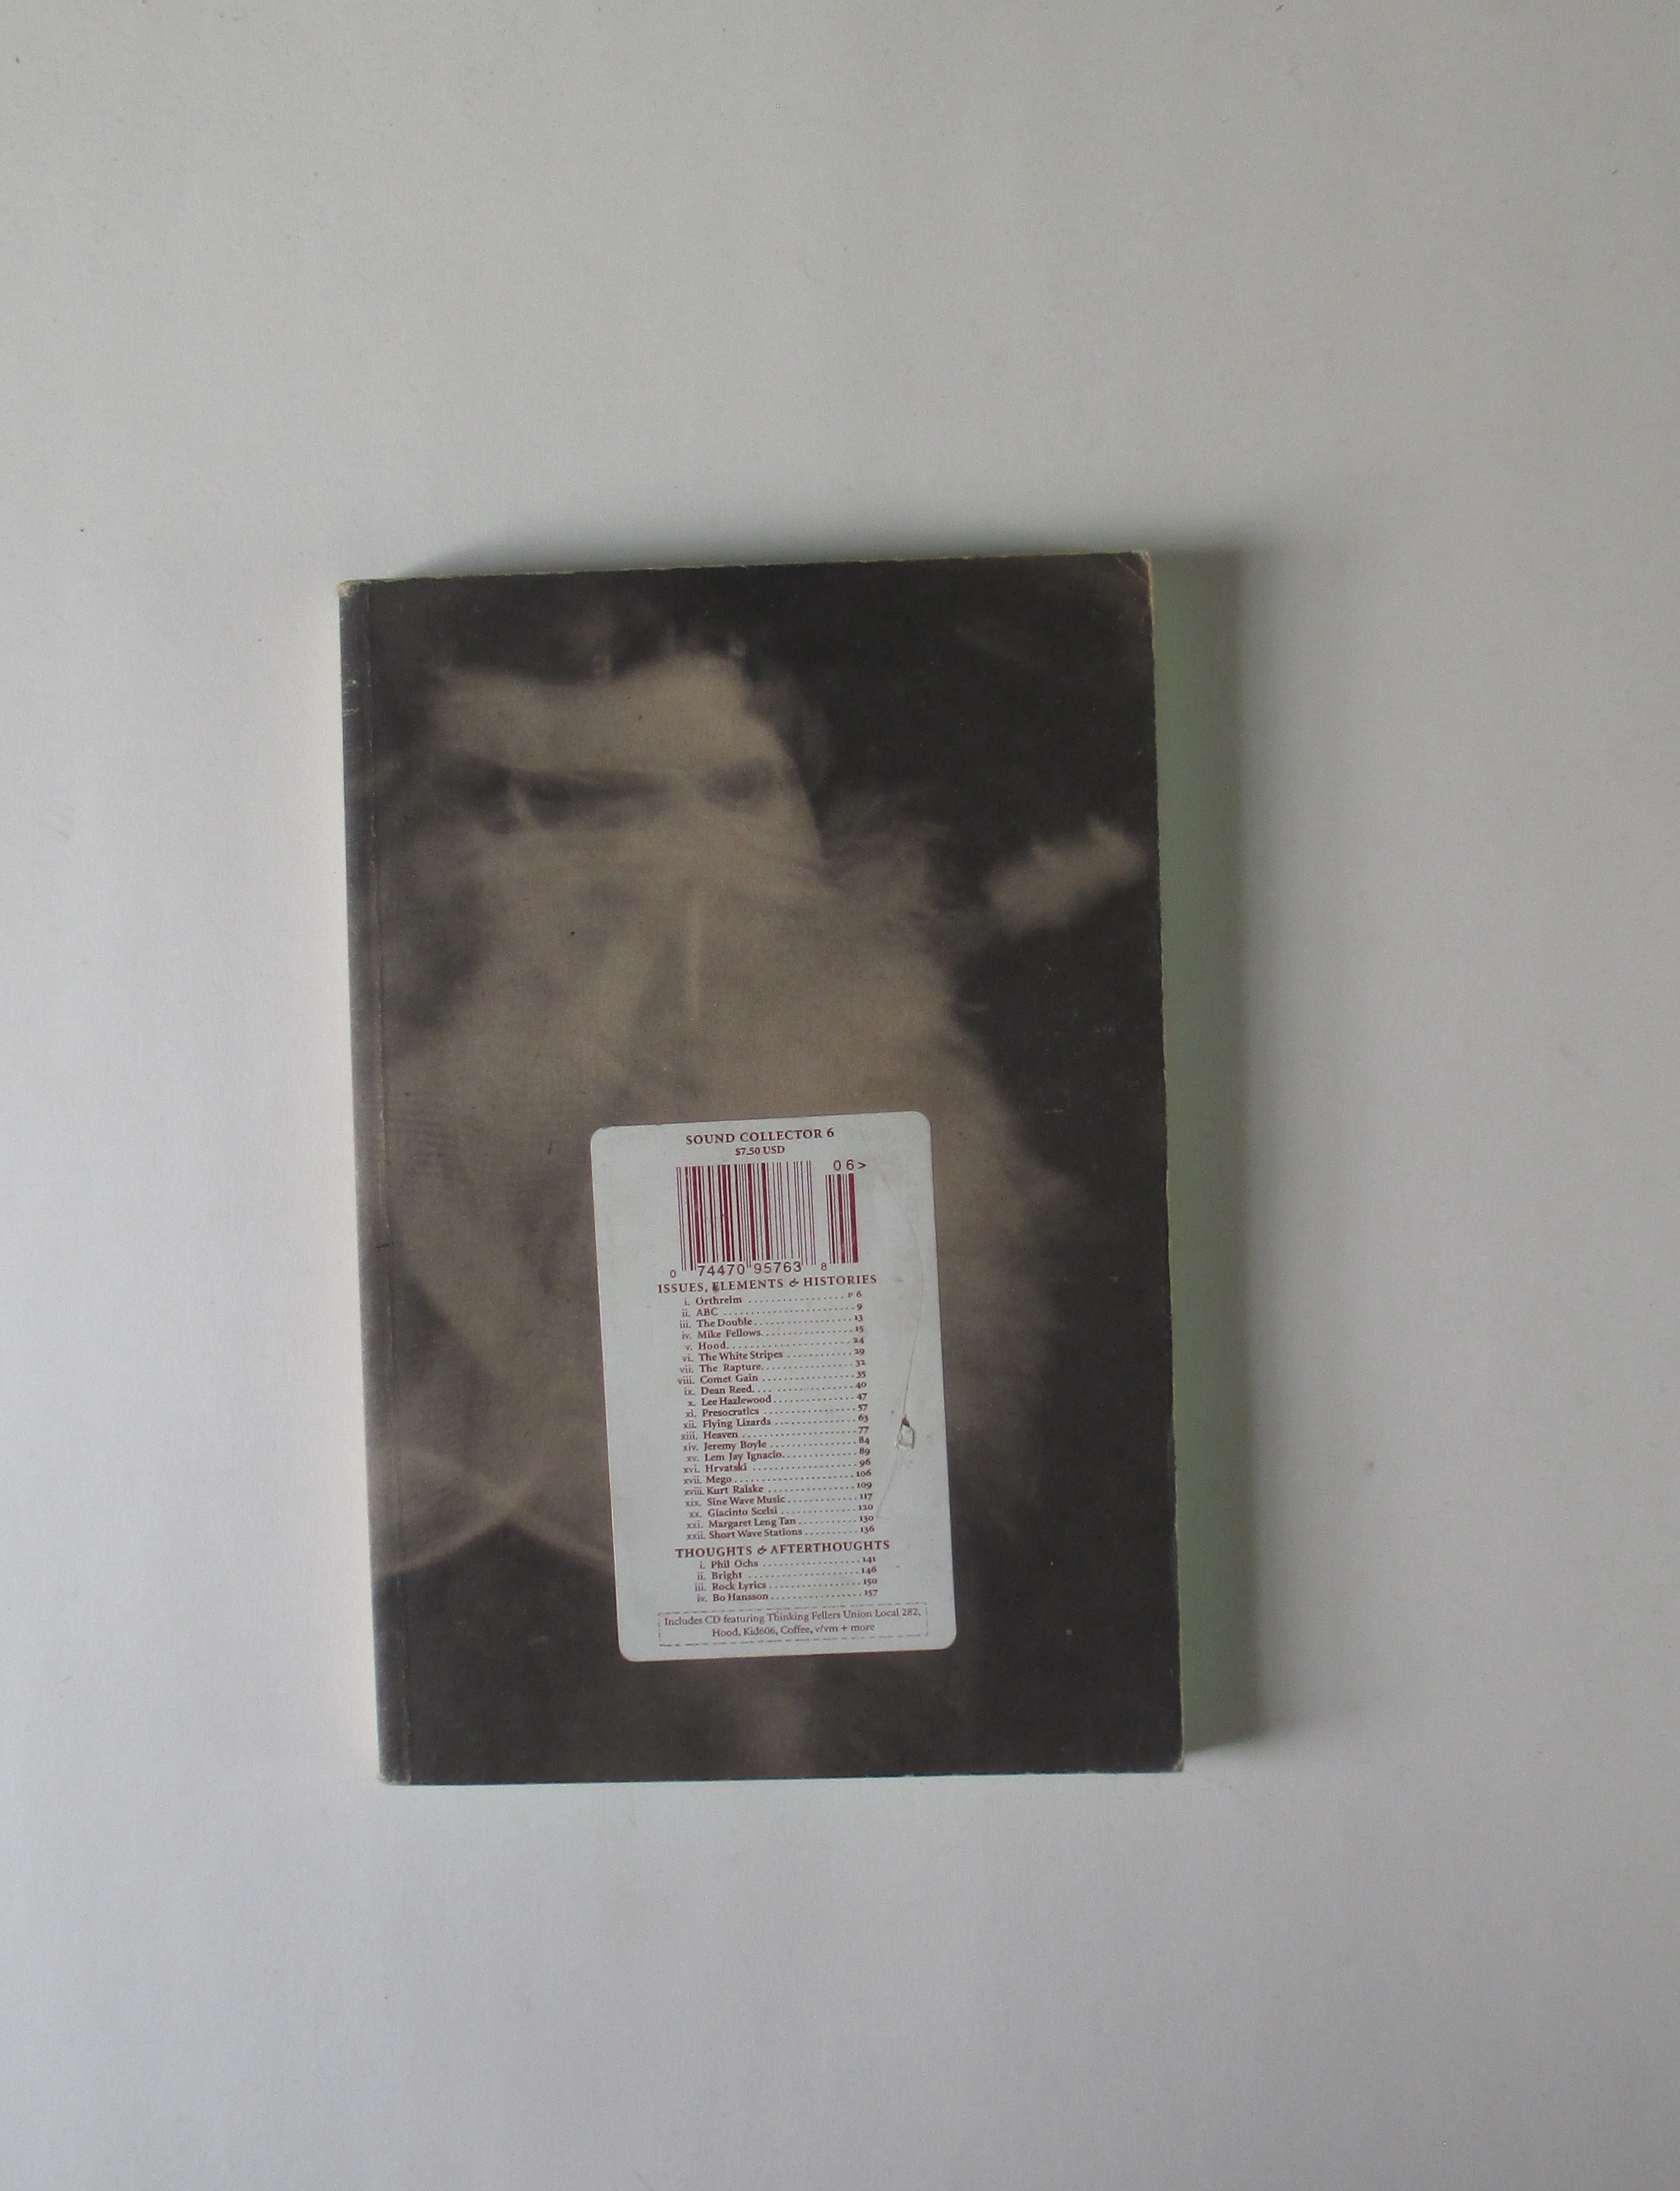 SOUND COLLECTOR 6
$7.50 USD
06>
0 74470 95763 8
ISSUES, ELEMENTS & HISTORIES
i. Orthrelm .................. P 6
ii. ABC ....................... 9
iii. The Double ................. 13
iv. Mike Fellows ................ 15
v. Hood ....................... 24
vi. The White Stripes ............ 29
vii. The Rapture ................ 32
viii. Comet Gain ................ 35
ix. Dean Reed .................. 40
x. Lee Hazlewood ............... 47
xi. Presocratics ................. 57
xii. Flying Lizards ............... 63
xiii. Heaven .................... 77
xiv. Jeremy Boyle ................ 84
xv. Lem Jay Ignacio .............. 89
xvi. Hrvatski ................... 96
xvii. Mego ..................... 106
xviii. Kurt Ralske ............... 109
xix. Sine Wave Music ............ 117
xx. Giacinto Scelsi .............. 120
xxi. Margaret Leng Tan .......... 130
xxii. Short Wave Stations ......... 136
THOUGHTS & AFTERTHOUGHTS
i. Phil Ochs .................. 141
ii. Bright ..................... 146
iii. Rock Lyrics ................ 150
iv. Bo Hansson ................. 157
Includes CD featuring Thinking Fellers Union Local 282,
Hood, Kid606, Coffee, v/vm + more